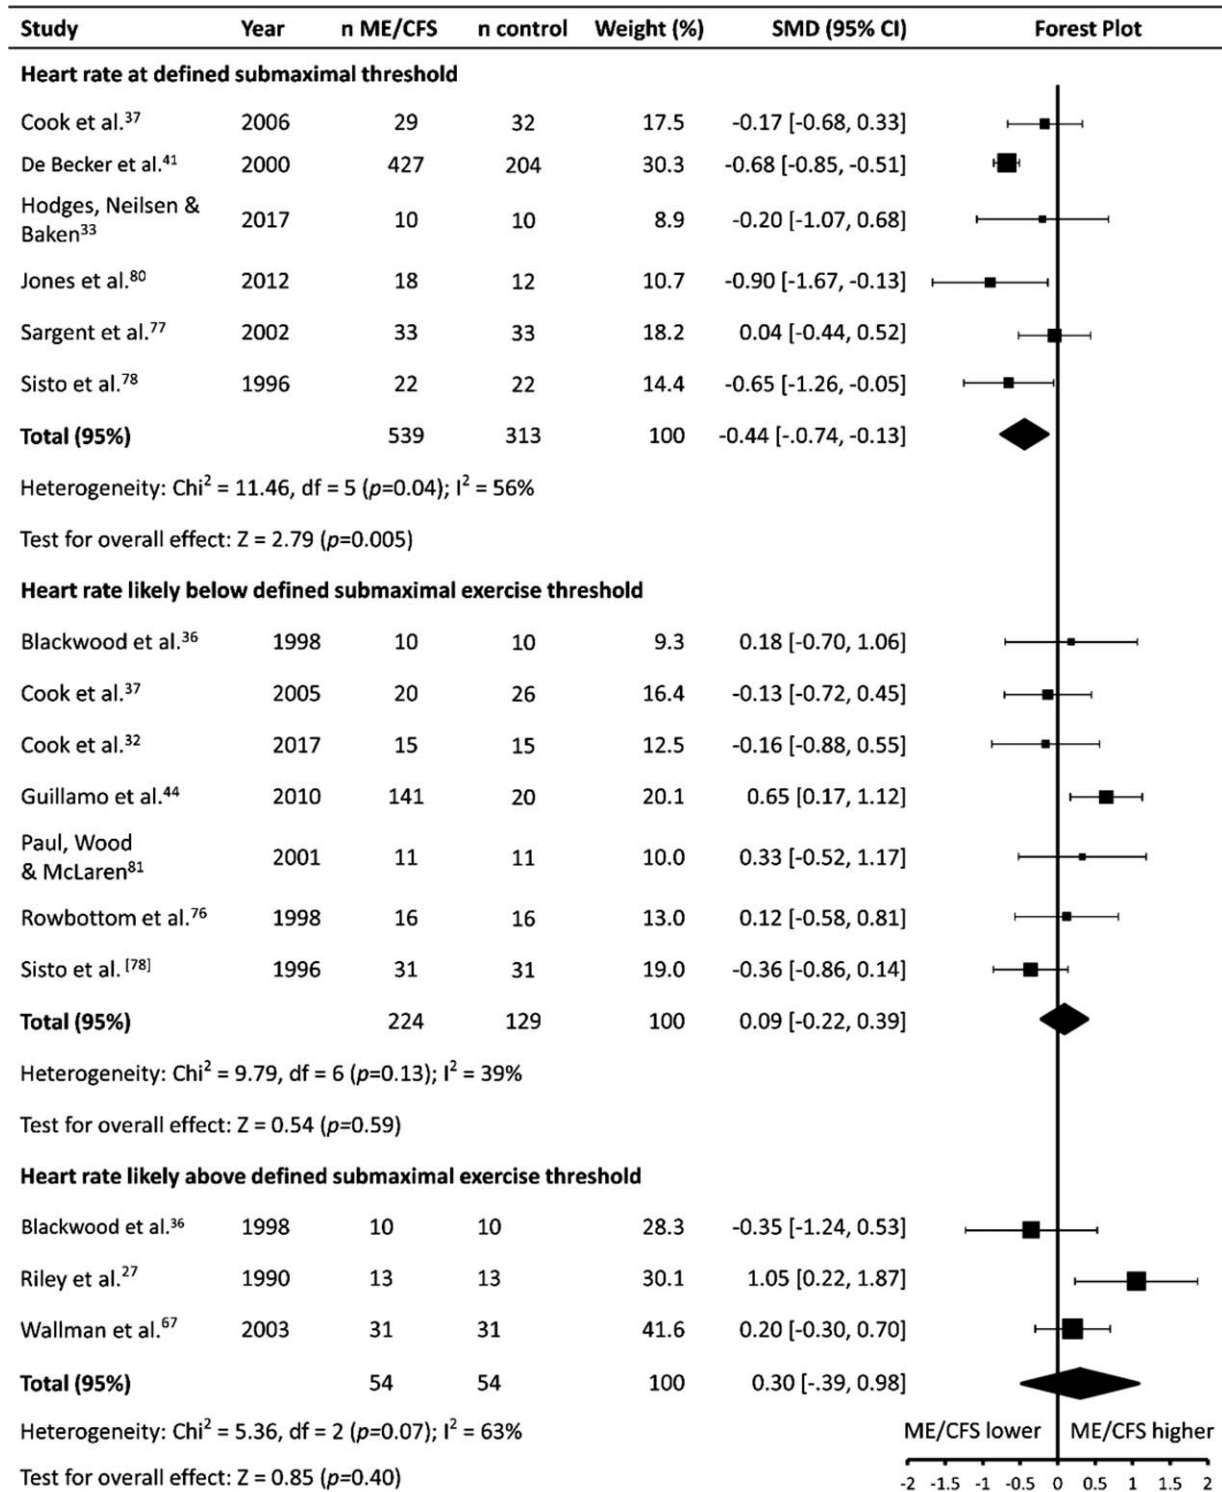 Study Year n ME/CFS n control Weight (%) SMD (95% CI) Forest Plot
Heart rate at defined submaximal threshold
Cook et al.37 2006 29 32 17.5 -0.17 [-0.68, 0.33]
De Becker et al.41 2000 427 204 30.3 -0.68 [-0.85, -0.51]
Hodges, Neilsen &
Baken33 2017 10 10 8.9 -0.20 [-1.07, 0.68]
Jones et al.80 2012 18 12 10.7 -0.90 [-1.67, -0.13]
Sargent et al.77 2002 33 33 18.2 0.04 [-0.44, 0.52]
Sisto et al.78 1996 22 22 14.4 -0.65 [-1.26, -0.05]
Total (95%) 539 313 100 -0.44 [-.0.74, -0.13]
Heterogeneity: Chi2 = 11.46, df = 5 (p=0.04); I2 = 56%
Test for overall effect: Z = 2.79 (p=0.005)
Heart rate likely below defined submaximal exercise threshold
Blackwood et al.36 1998 10 10 9.3 0.18 [-0.70, 1.06]
Cook et al.37 2005 20 26 16.4 -0.13 [-0.72, 0.45]
Cook et al.32 2017 15 15 12.5 -0.16 [-0.88, 0.55]
Guillamo et al.44 2010 141 20 20.1 0.65 [0.17, 1.12]
Paul, Wood
& McLaren81 2001 11 11 10.0 0.33 [-0.52, 1.17]
Rowbottom et al.76 1998 16 16 13.0 0.12 [-0.58, 0.81]
Sisto et al. [78] 1996 31 31 19.0 -0.36 [-0.86, 0.14]
Total (95%) 224 129 100 0.09 [-0.22, 0.39]
Heterogeneity: Chi2 = 9.79, df = 6 (p=0.13); I2 = 39%
Test for overall effect: Z = 0.54 (p=0.59)
Heart rate likely above defined submaximal exercise threshold
Blackwood et al.36 1998 10 10 28.3 -0.35 [-1.24, 0.53]
Riley et al.27 1990 13 13 30.1 1.05 [0.22, 1.87]
Wallman et al.67 2003 31 31 41.6 0.20 [-0.30, 0.70]
Total (95%) 54 54 100 0.30 [-.39, 0.98]
Heterogeneity: Chi2 = 5.36, df = 2 (p=0.07); I2 = 63%
ME/CFS lower ME/CFS higher
Test for overall effect: Z = 0.85 (p=0.40)
-2 -1.5 -1 -0.5 0 0.5 1 1.5 2